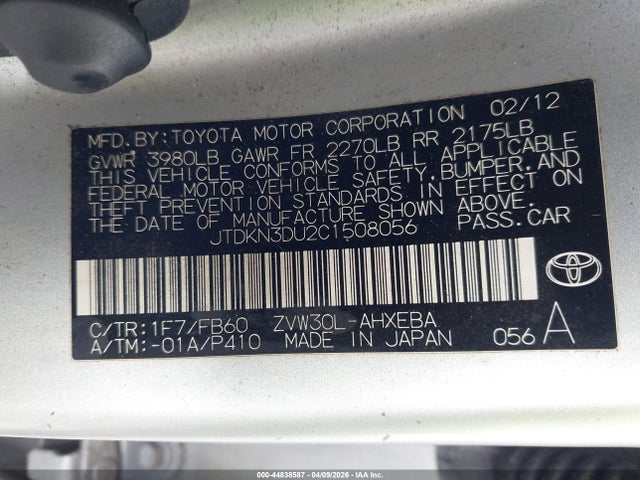 02/12
MFD. BY: TOYOTA MOTOR CORPORATION
GVWR 3980LB GAWR FR 2270LB RR 2175LB
THIS VEHICLE CONFORMS TO ALL APPLICABLE
FEDERAL MOTOR VEHICLE SAFETY, BUMPER, AND
THEFT PREVENTION STANDARDS IN EFFECT ON
THE DATE OF MANUFACTURE SHOWN ABOVE.
JTDKN3DU2C1508056 PASS. CAR
C/TR: 1F7/FB60 ZVW30L-AHXEBA
A/TM: -01A/P410 MADE IN JAPAN 056 A
000-44838587 - 04/09/2026 - IAAI.COM